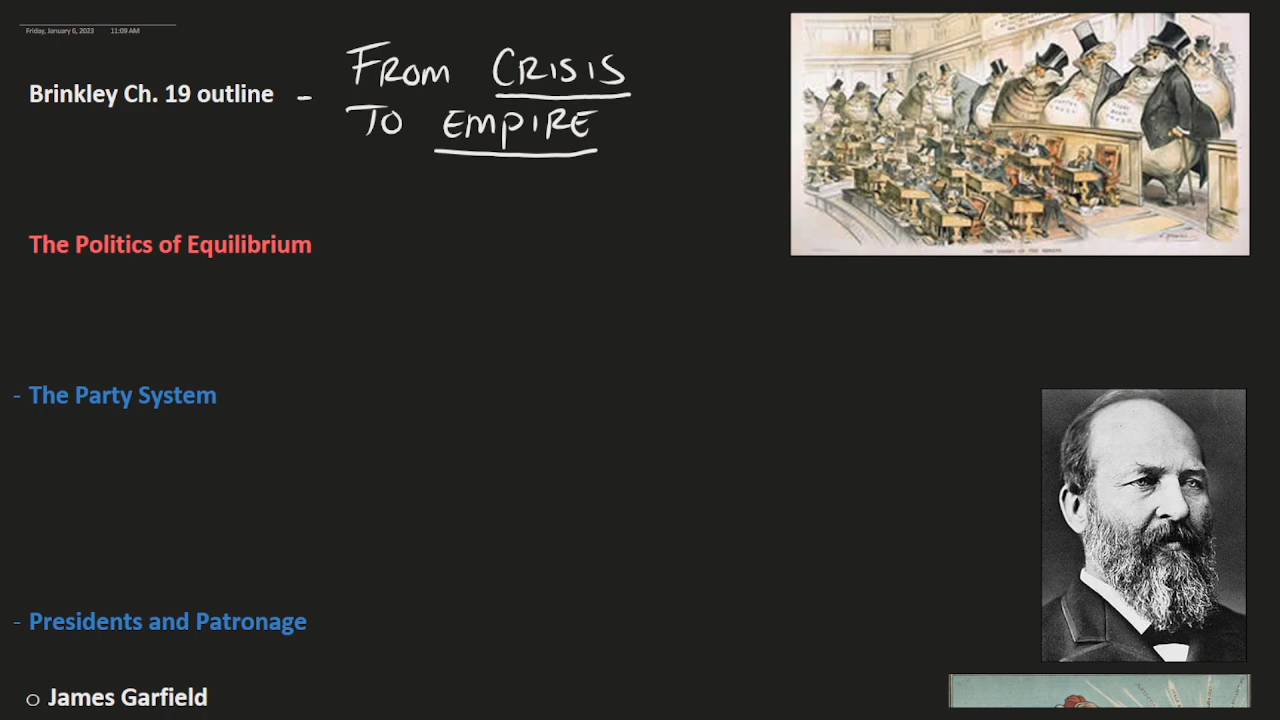 Friday, January 6, 2023 11:09 AM
Brinkley Ch. 19 outline - FROM CRISIS
TO EMPIRE
The Politics of Equilibrium
- The Party System
- Presidents and Patronage
o James Garfield